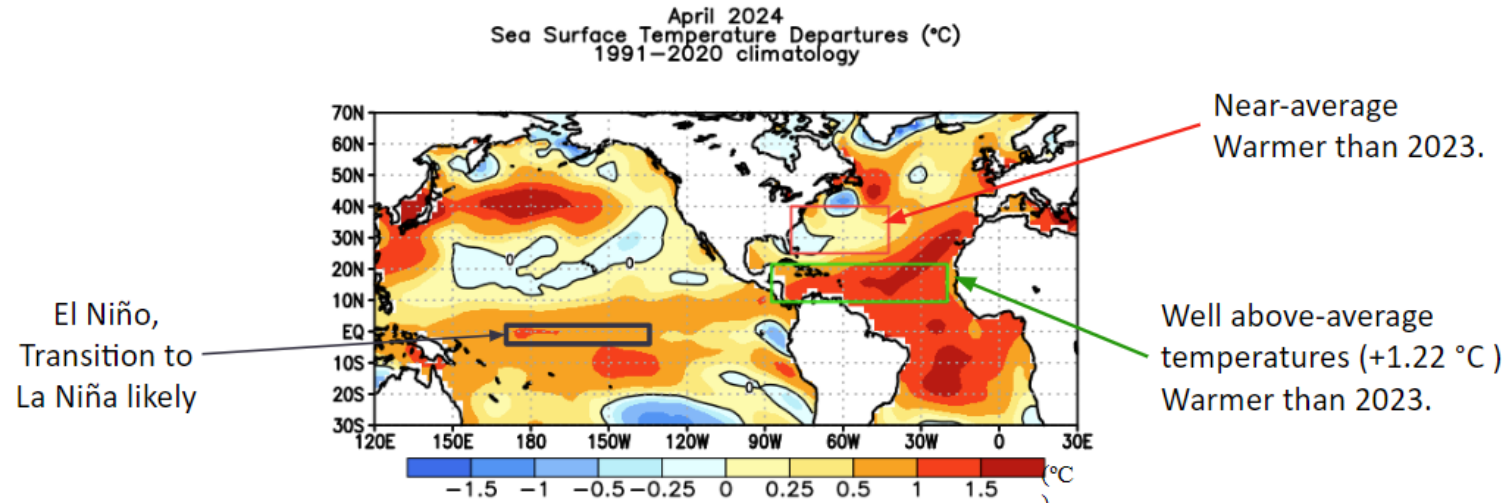 April 2024
Sea Surface Temperature Departures (°C)
1991–2020 climatology
Near-average
Warmer than 2023.
70N
60N
50N
40N
30N
20N
10N
EQ
10S
20S
30S
0
0
0
El Niño,
Transition to
La Niña likely
Well above-average
temperatures (+1.22 °C )
Warmer than 2023.
120E 150E 180 150W 120W 90W 60W 30W 0 30E
−1.5 −1 −0.5 −0.25 0 0.25 0.5 1 1.5
(°C
)